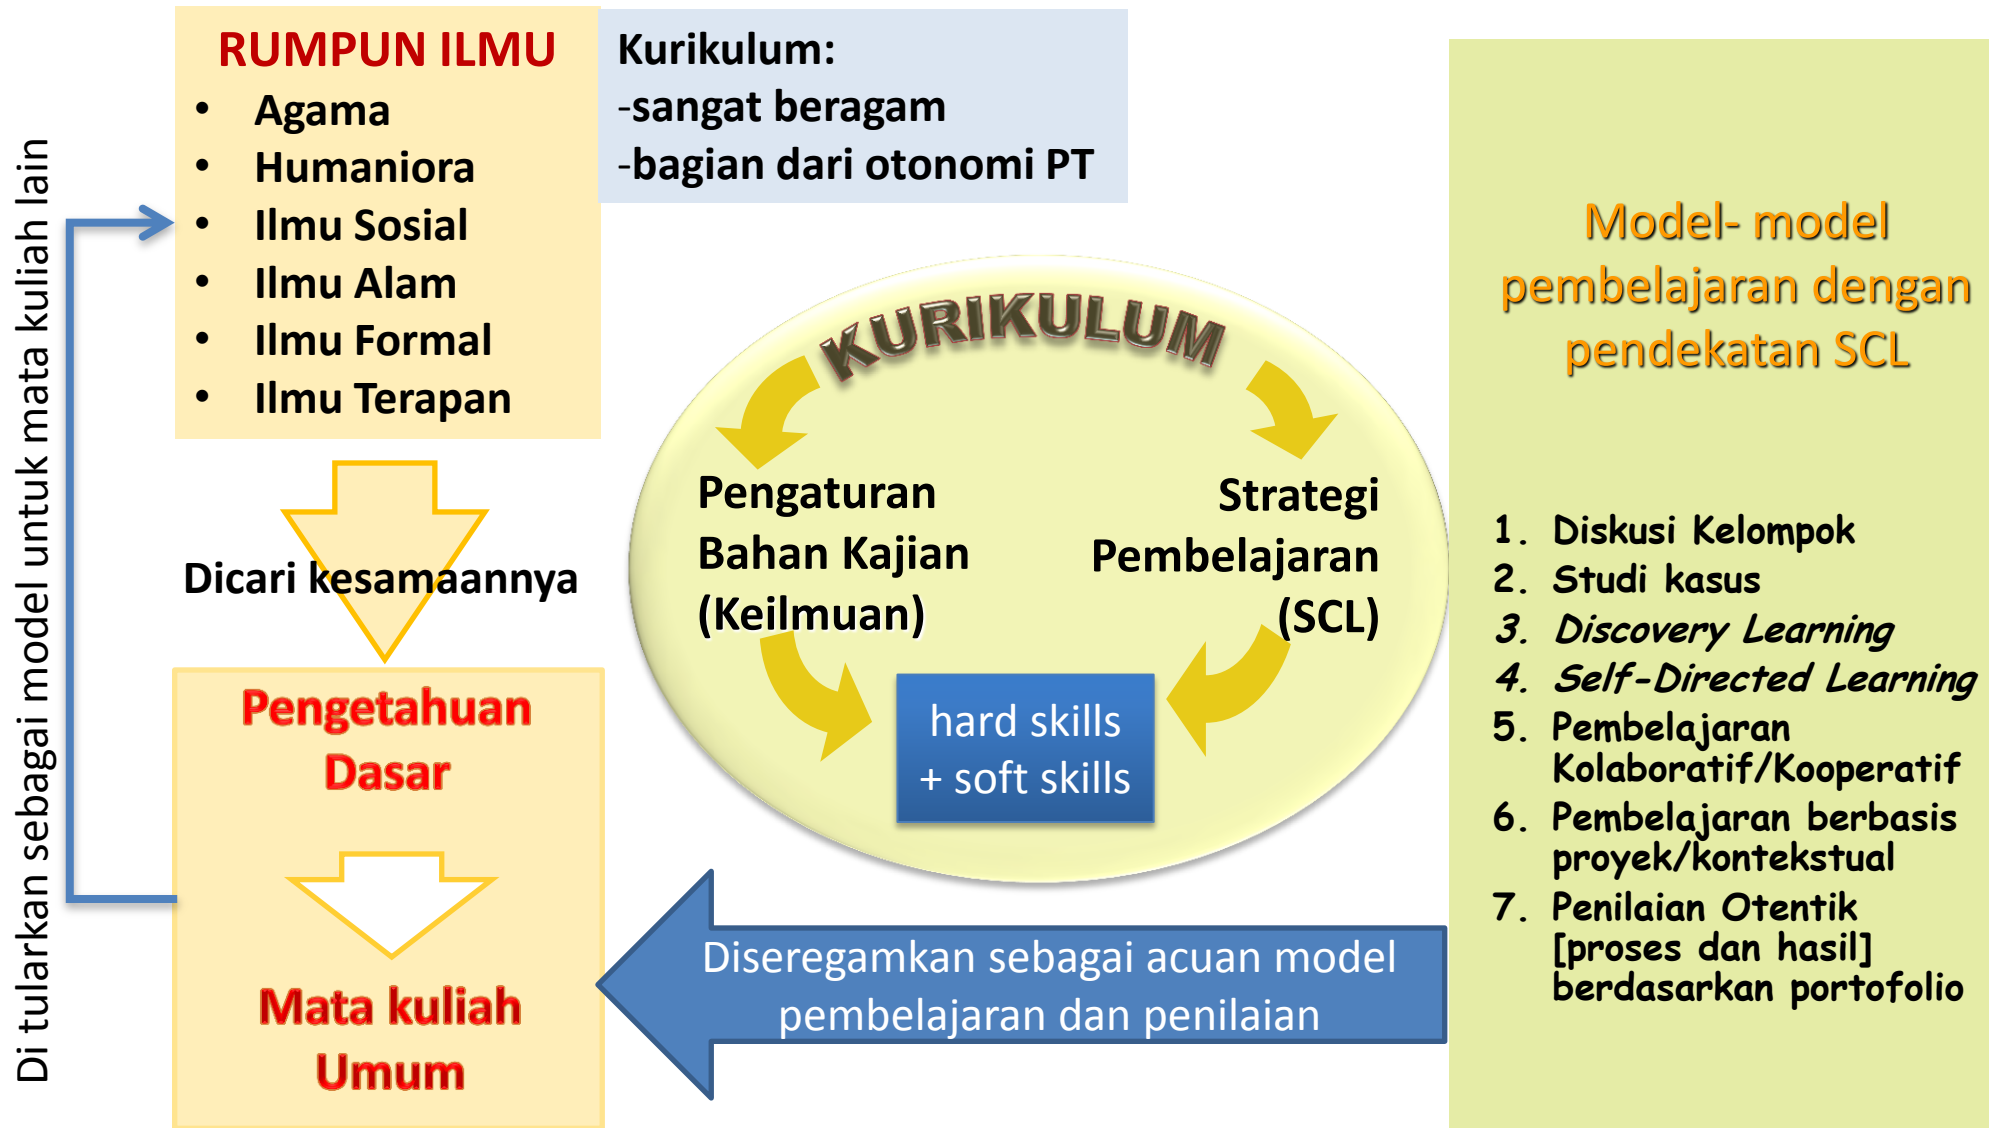 Di tularkan sebagai model untuk mata kuliah lain
RUMPUN ILMU
• Agama
• Humaniora
• Ilmu Sosial
• Ilmu Alam
• Ilmu Formal
• Ilmu Terapan
Dicari kesamaannya
Pengetahuan
Dasar
Mata kuliah
Umum
Kurikulum:
-sangat beragam
-bagian dari otonomi PT
KURIKULUM
Pengaturan
Bahan Kajian
(Keilmuan)
Strategi
Pembelajaran
(SCL)
hard skills
+ soft skills
Diseregamkan sebagai acuan model
pembelajaran dan penilaian
Model- model
pembelajaran dengan
pendekatan SCL
1. Diskusi Kelompok
2. Studi kasus
3. Discovery Learning
4. Self-Directed Learning
5. Pembelajaran
Kolaboratif/Kooperatif
6. Pembelajaran berbasis
proyek/kontekstual
7. Penilaian Otentik
[proses dan hasil]
berdasarkan portofolio